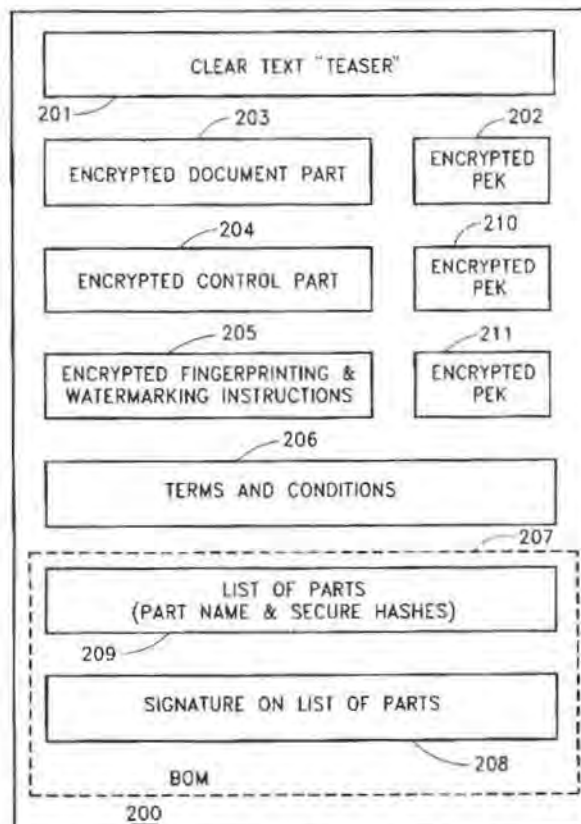 CLEAR TEXT "TEASER"
201
203
202
ENCRYPTED DOCUMENT PART
ENCRYPTED
PEK
204
210
ENCRYPTED CONTROL PART
ENCRYPTED
PEK
205
211
ENCRYPTED FINGERPRINTING &
WATERMARKING INSTRUCTIONS
ENCRYPTED
PEK
206
TERMS AND CONDITIONS
207
LIST OF PARTS
(PART NAME & SECURE HASHES)
209
SIGNATURE ON LIST OF PARTS
208
BOM
200